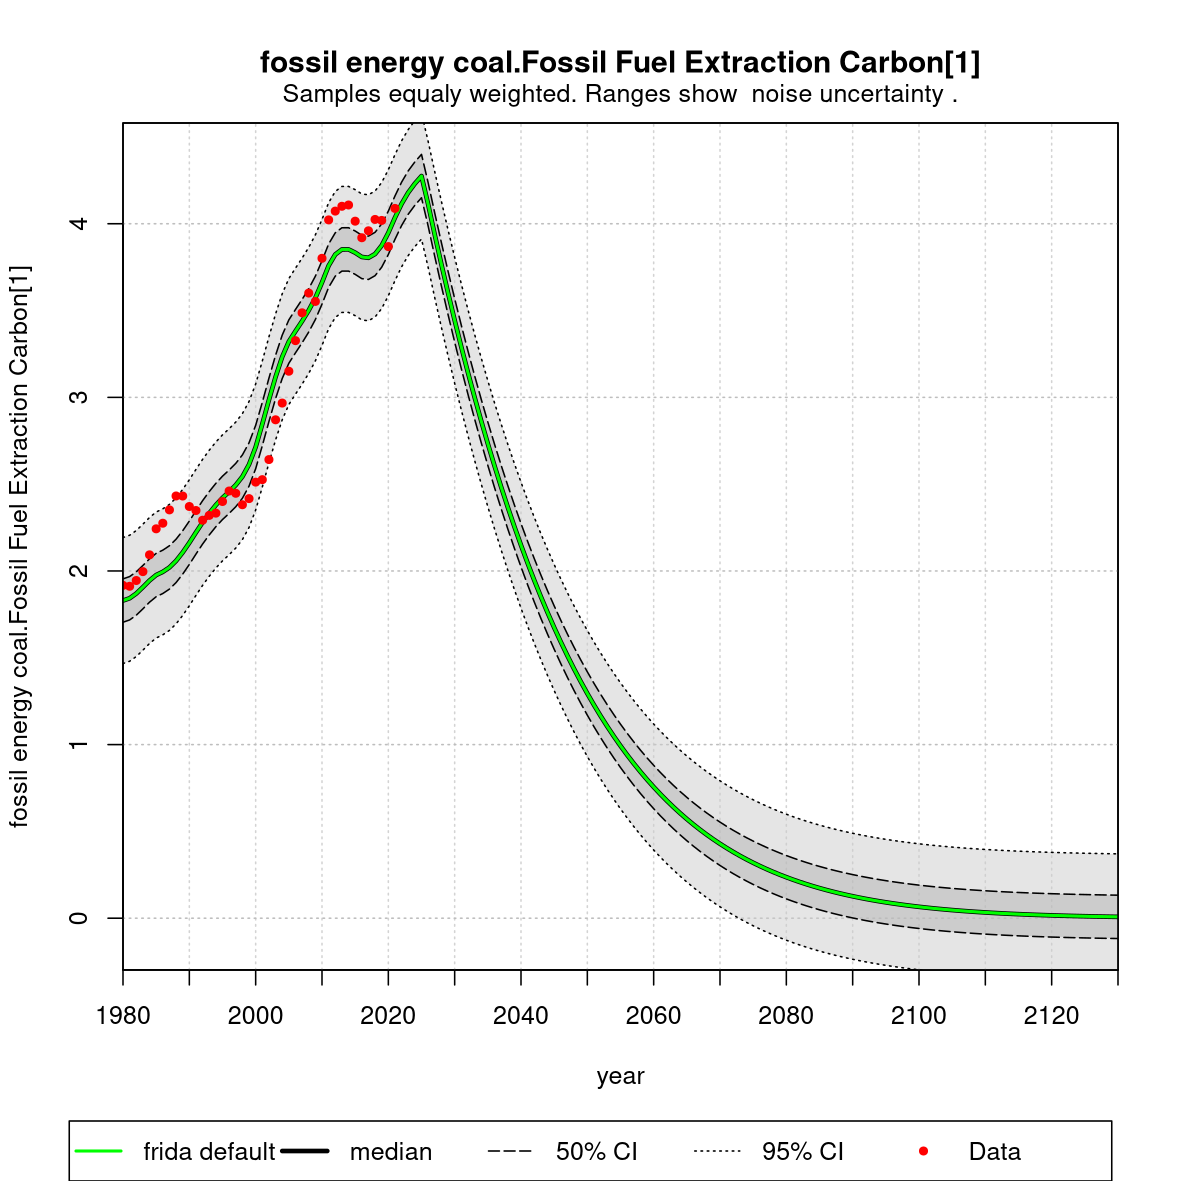 fossil energy coal.Fossil Fuel Extraction Carbon[1]
Samples equaly weighted. Ranges show  noise uncertainty .
fossil energy coal.Fossil Fuel Extraction Carbon[1]
4
3
2
1
0
1980 2000 2020 2040 2060 2080 2100 2120
year
frida default median 50% CI 95% CI Data